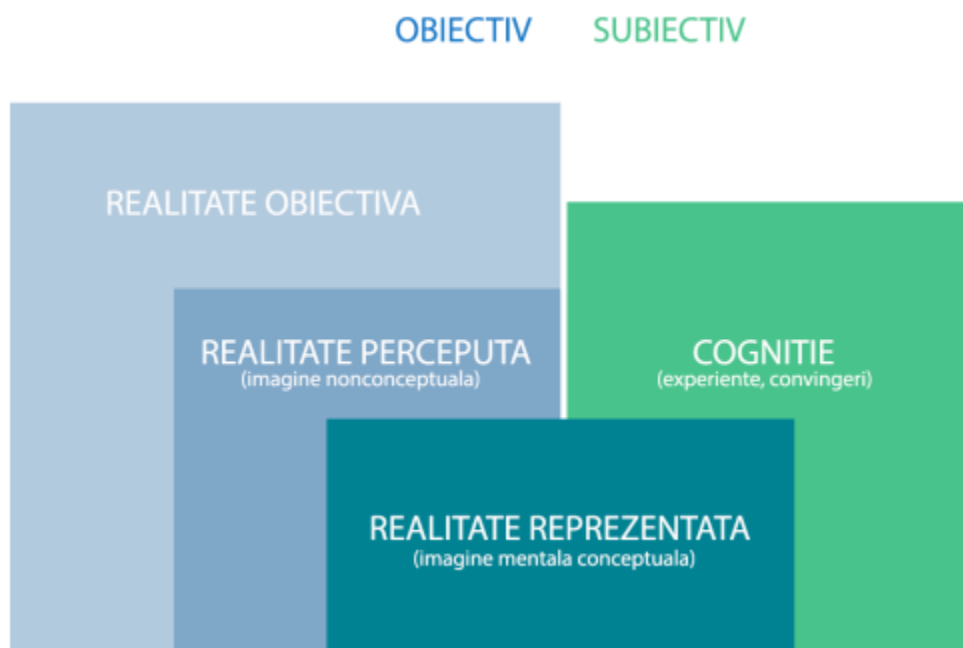 OBIECTIV SUBIECTIV
REALITATE OBIECTIVA
REALITATE PERCEPUTA
(imagine nonconceptuala)
COGNITIE
(experiente, convingeri)
REALITATE REPREZENTATA
(imagine mentala conceptuala)